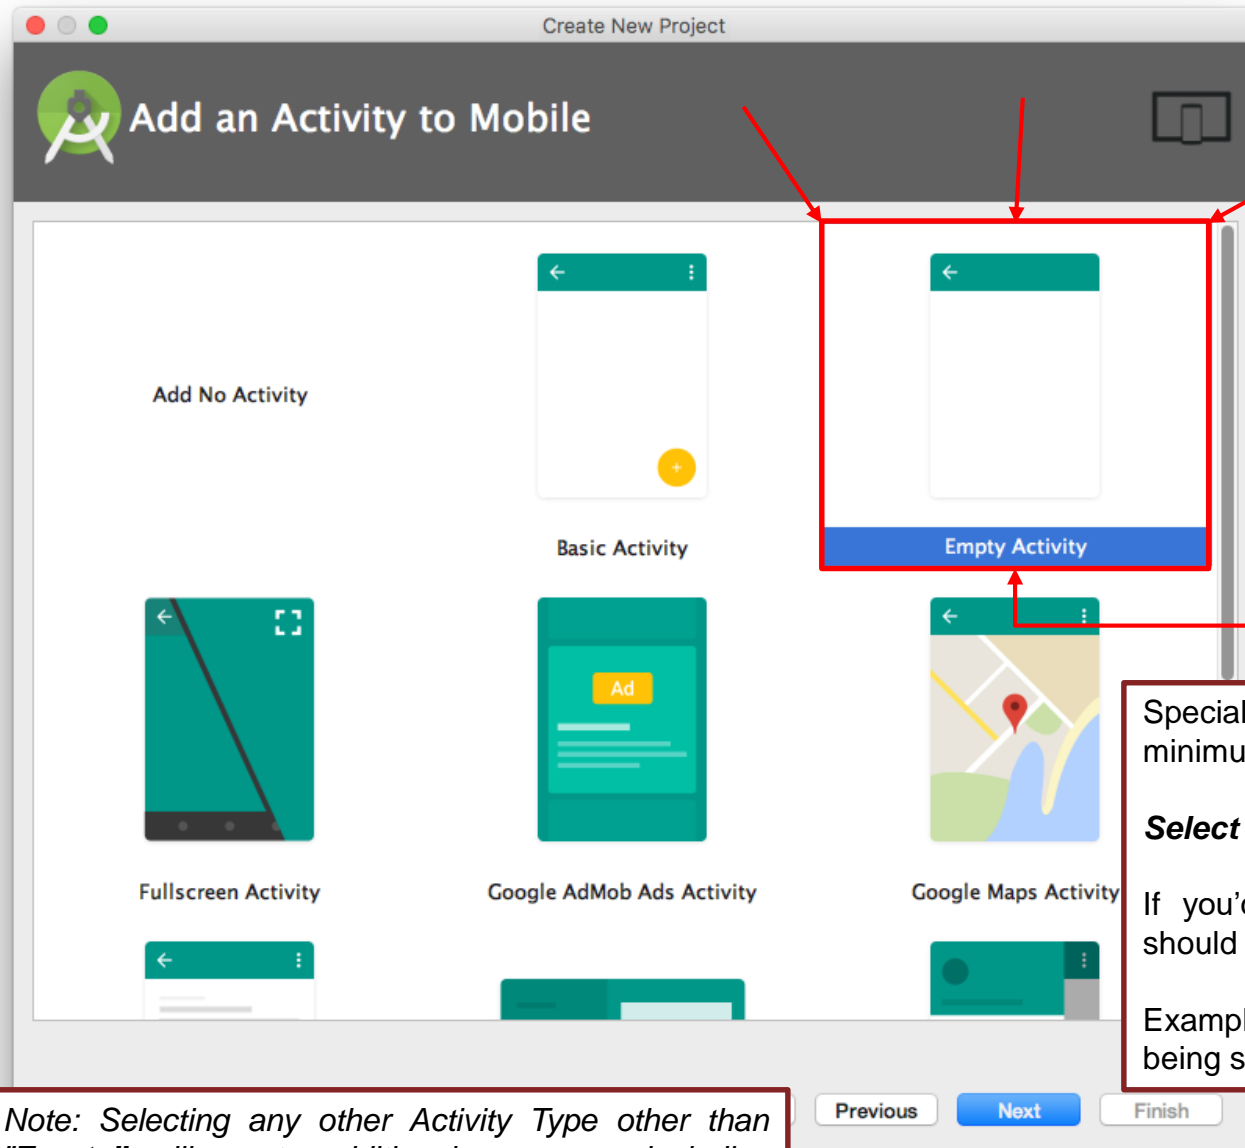 Create New Project
Add an Activity to Mobile
Add No Activity
Basic Activity
Empty Activity
Ad
Fullscreen Activity
Google AdMob Ads Activity
Google Maps Activity
Special
minimu
Select
If you'
should
Exampl
being s
Note: Selecting any other Activity Type other than
Previous
Next
Finish